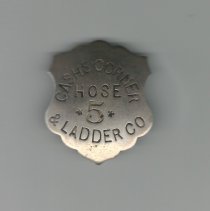 CASH'S CORNER
HOSE
5
& LADDER CO